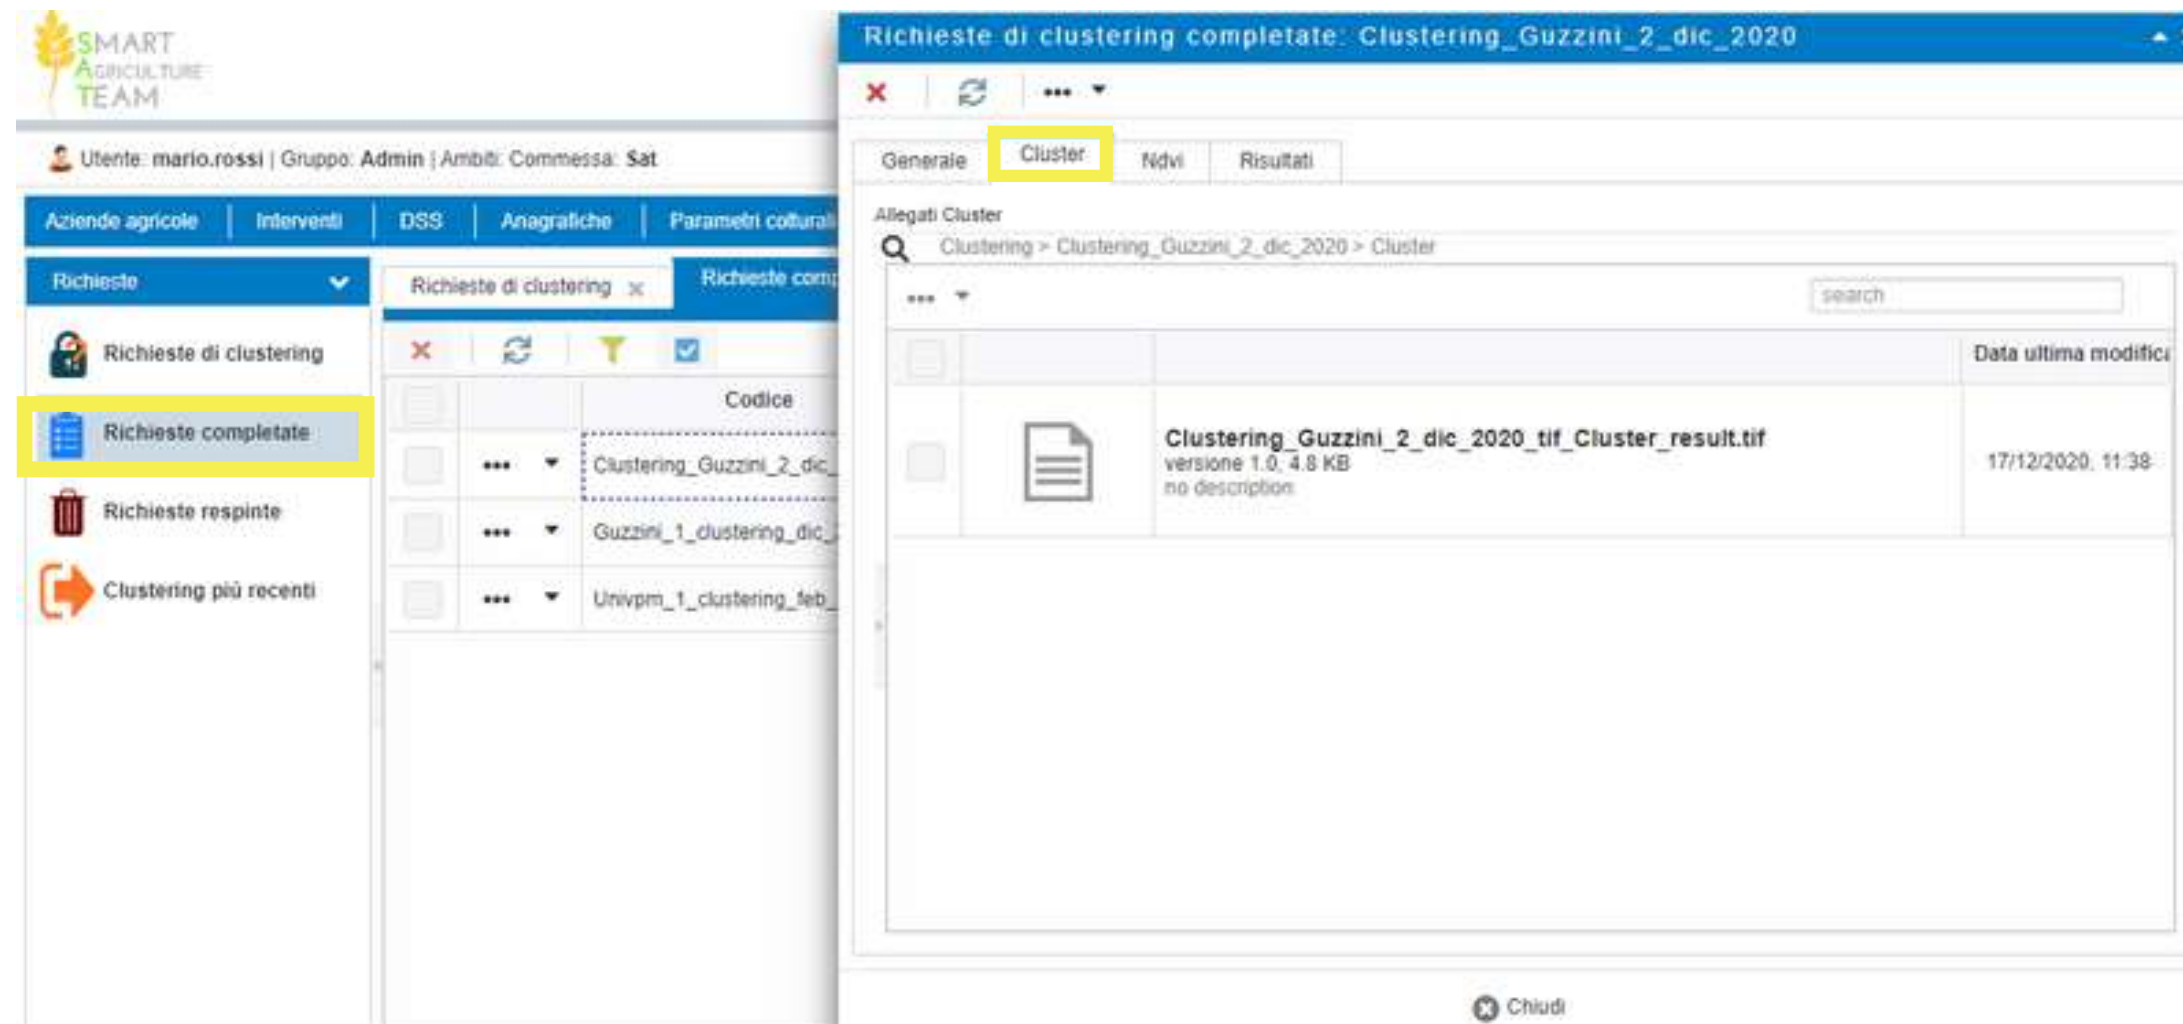 SMART
AGRICULTURE
TEAM
Utente: mario.rossi | Gruppo: Admin | Ambiti: Commessa: Sat
Aziende agricole | Interventi | DSS | Anagrafiche | Parametri colturali
Richieste
Richieste di clustering
Richieste completate
Richieste respinte
Clustering più recenti
Richieste di clustering x Richieste comp
Codice
Clustering_Guzzini_2_dic_
Guzzini_1_clustering_dic_
Univpm_1_clustering_feb_
Richieste di clustering completate: Clustering_Guzzini_2_dic_2020
Generale Cluster Ndvi Risultati
Allegati Cluster
Clustering > Clustering_Guzzini_2_dic_2020 > Cluster
search
Data ultima modifica
Clustering_Guzzini_2_dic_2020_tif_Cluster_result.tif
versione 1.0, 4.8 KB
no description
17/12/2020, 11:38
Chiudi